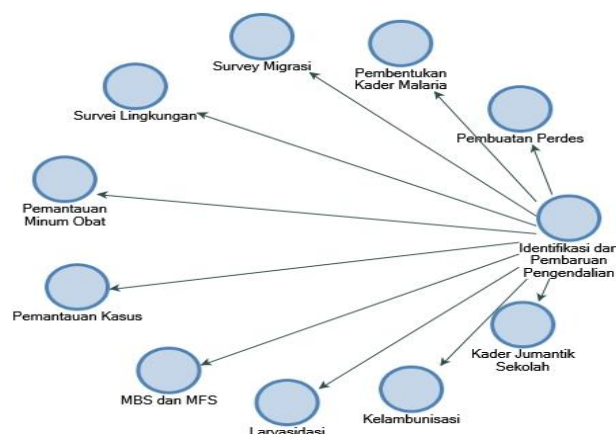 Survey Migrasi
Pembentukan
Kader Malaria
Survei Lingkungan
Pembuatan Perdes
Pemantauan
Minum Obat
Identifikasi dan
Pembaruan
Pengendalian
Pemantauan Kasus
Kader Jumantik
Sekolah
MBS dan MFS
Kelambunisasi
Larvasidasi